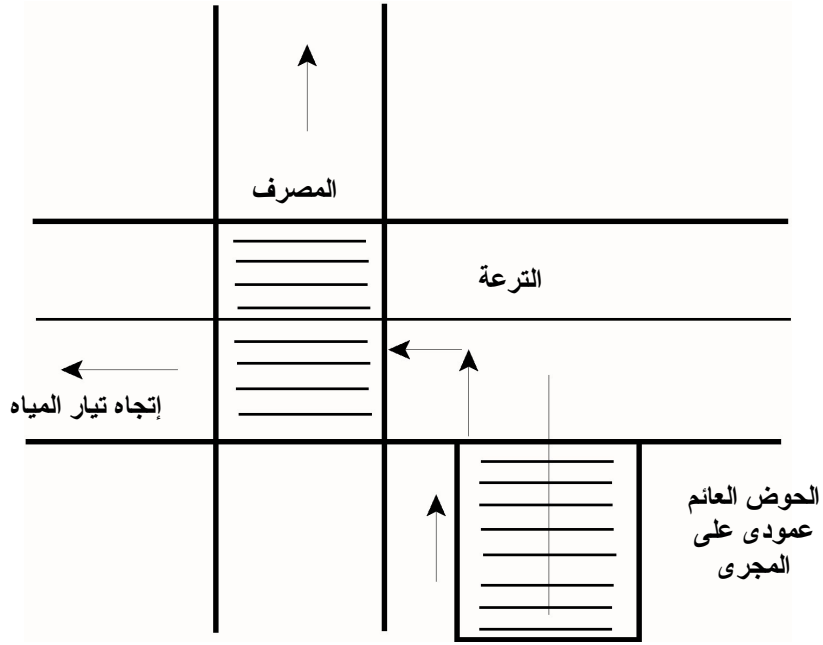 المصرف
الترعة
إتجاه تيار المياه
الحوض العائم
عمودى على
المجرى